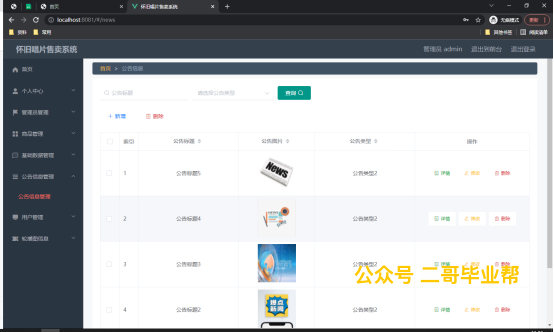 首页
怀旧唱片售卖系统
localhost:8081/#/news
无痕模式
更新
资料
常用
其他书签
阅读清单
怀旧唱片售卖系统
管理员 admin
退出到前台
退出登录
首页
个人中心
管理员管理
商品管理
基础数据管理
公告信息管理
公告信息管理
用户管理
轮播图信息
首页 > 公告信息
公告标题
请选择公告类型
查询
+ 新增
删除
索引 公告标题 公告图片 公告类型 操作
1 公告标题5 News 公告类型2 详情 修改 删除
2 公告标题4 公告类型2 详情 修改 删除
3 公告标题3 公告类型2 详情 修改 删除
4 公告标题2 提点新闻 公告类型2 详情 修改 删除
公众号 二哥毕业帮